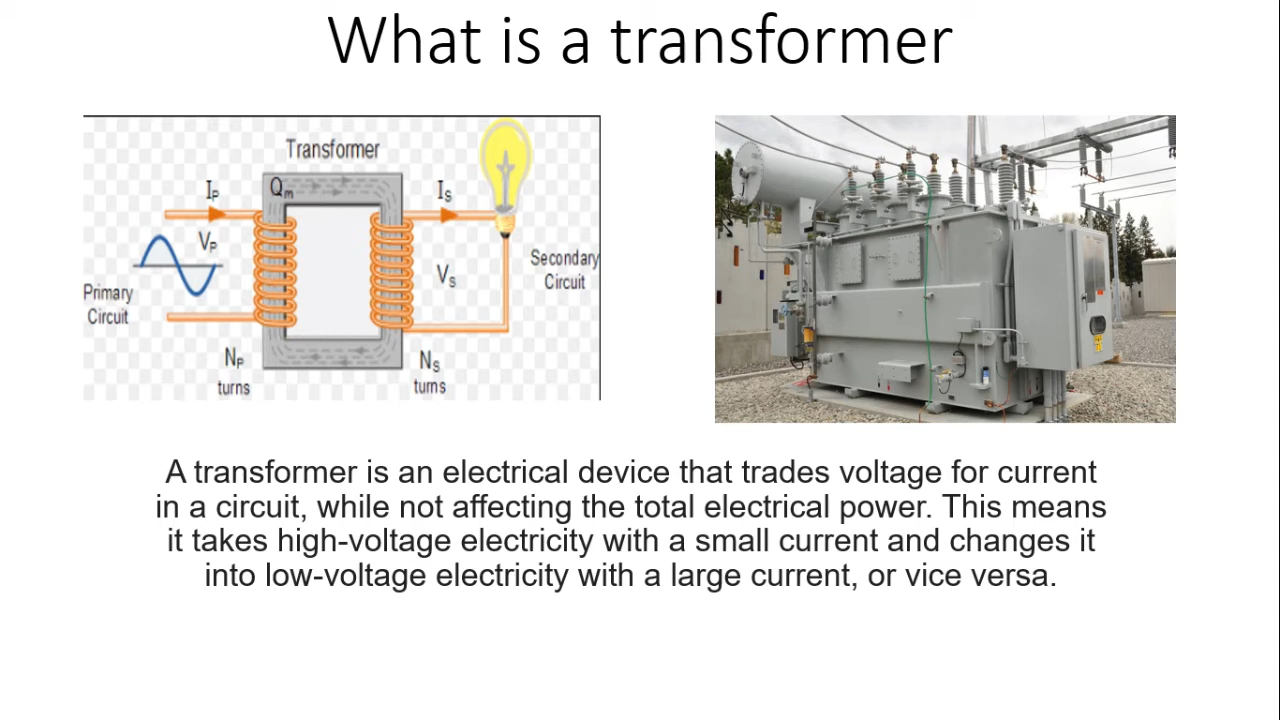 What is a transformer
Transformer
Iₚ
Qₘ
Iₛ
Vₚ
Vₛ
Secondary
Circuit
Primary
Circuit
Nₚ
turns
Nₛ
turns
A transformer is an electrical device that trades voltage for current
in a circuit, while not affecting the total electrical power. This means
it takes high-voltage electricity with a small current and changes it
into low-voltage electricity with a large current, or vice versa.